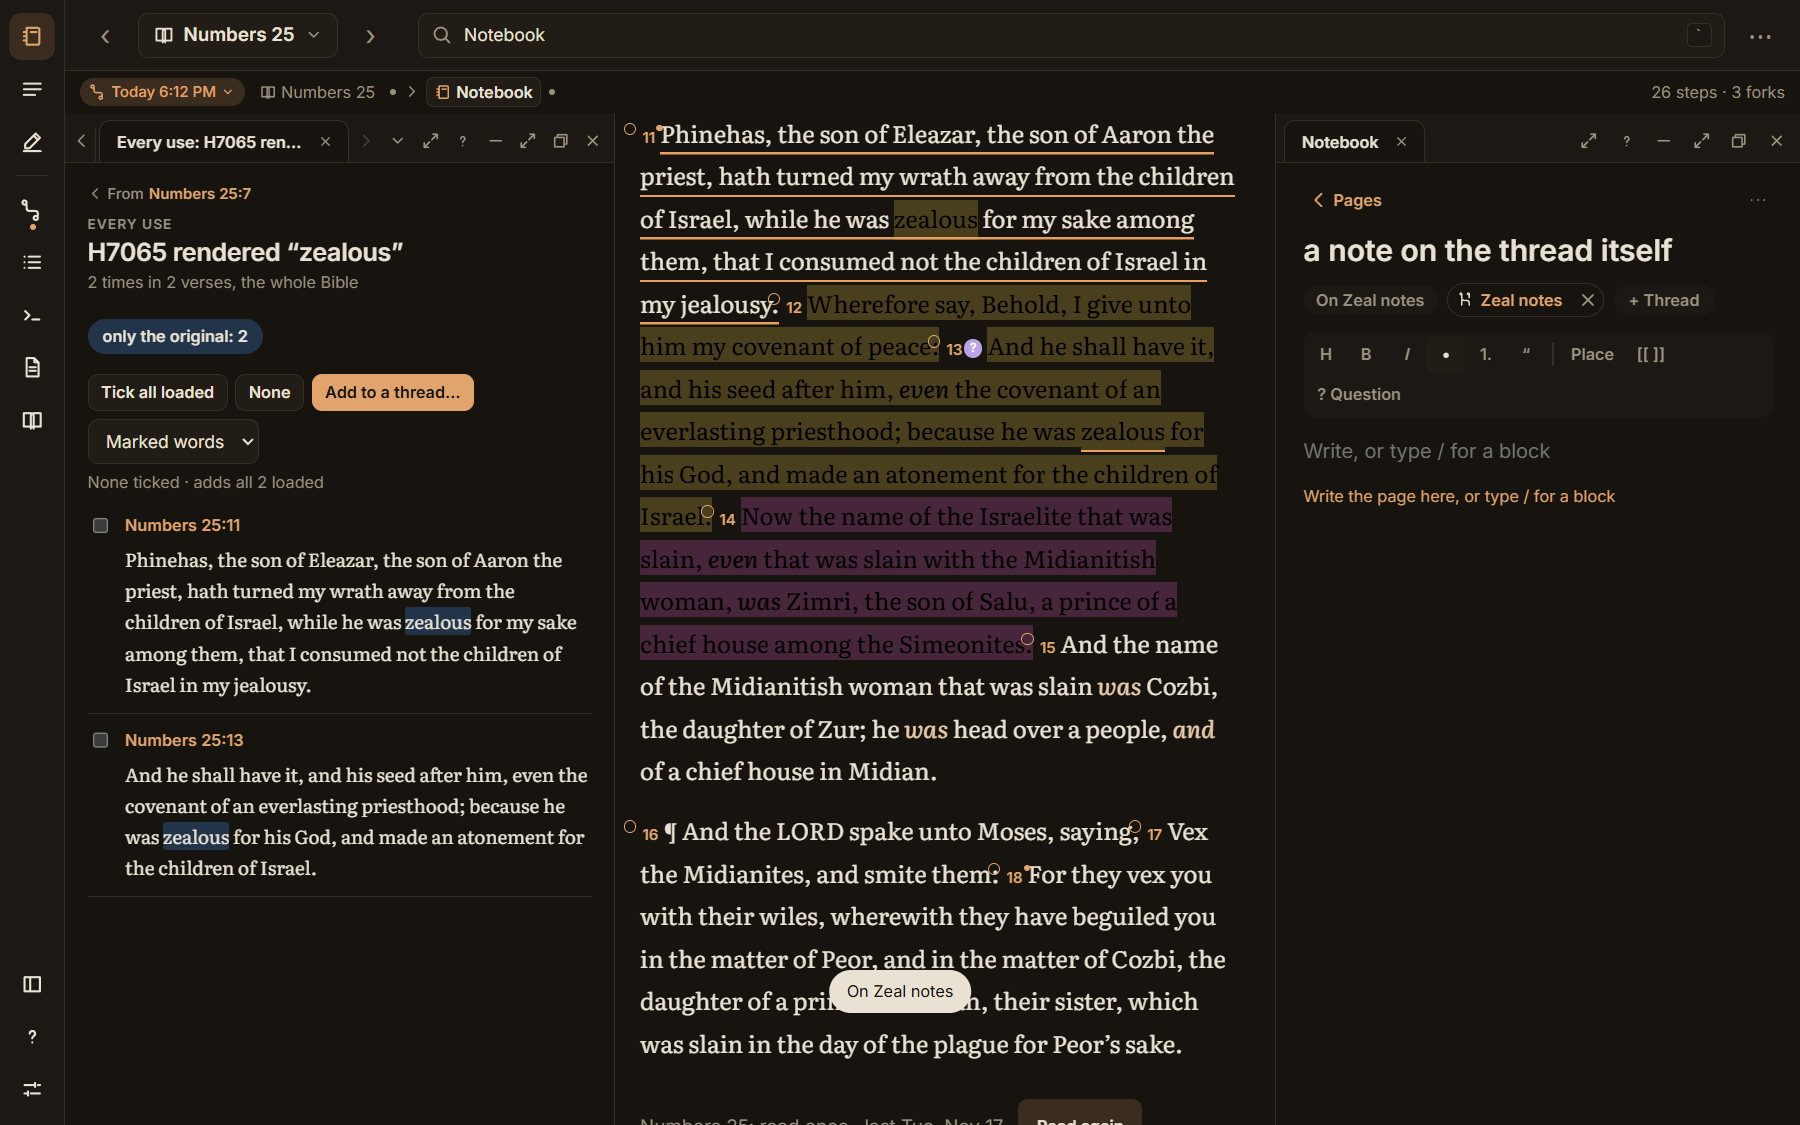 Numbers 25
Notebook
`
Today 6:12 PM
Numbers 25
Notebook
26 steps · 3 forks
Every use: H7065 ren...
?
From Numbers 25:7
EVERY USE
H7065 rendered “zealous”
2 times in 2 verses, the whole Bible
only the original: 2
Tick all loaded
None
Add to a thread...
Marked words
None ticked · adds all 2 loaded
Numbers 25:11
Phinehas, the son of Eleazar, the son of Aaron the
priest, hath turned my wrath away from the
children of Israel, while he was zealous for my sake
among them, that I consumed not the children of
Israel in my jealousy.
Numbers 25:13
And he shall have it, and his seed after him, even the
covenant of an everlasting priesthood; because he
was zealous for his God, and made an atonement for
the children of Israel.
?
11 Phinehas, the son of Eleazar, the son of Aaron the
priest, hath turned my wrath away from the children
of Israel, while he was zealous for my sake among
them, that I consumed not the children of Israel in
my jealousy. 12 Wherefore say, Behold, I give unto
him my covenant of peace: 13 ? And he shall have it,
and his seed after him, even the covenant of an
everlasting priesthood; because he was zealous for
his God, and made an atonement for the children of
Israel. 14 Now the name of the Israelite that was
slain, even that was slain with the Midianitish
woman, was Zimri, the son of Salu, a prince of a
chief house among the Simeonites. 15 And the name
of the Midianitish woman that was slain was Cozbi,
the daughter of Zur; he was head over a people, and
of a chief house in Midian.
16 ¶ And the LORD spake unto Moses, saying, 17 Vex
the Midianites, and smite them: 18 For they vex you
with their wiles, wherewith they have beguiled you
in the matter of Peor, and in the matter of Cozbi, the
daughter of a
On Zeal notes
their sister, which
was slain in the day of the plague for Peor’s sake.
Numbers 25: read once · last Tue, Nov 17
Read again
Notebook
?
Pages
a note on the thread itself
On Zeal notes
Zeal notes
+ Thread
H B I • 1. “ Place [[ ]]
? Question
Write, or type / for a block
Write the page here, or type / for a block